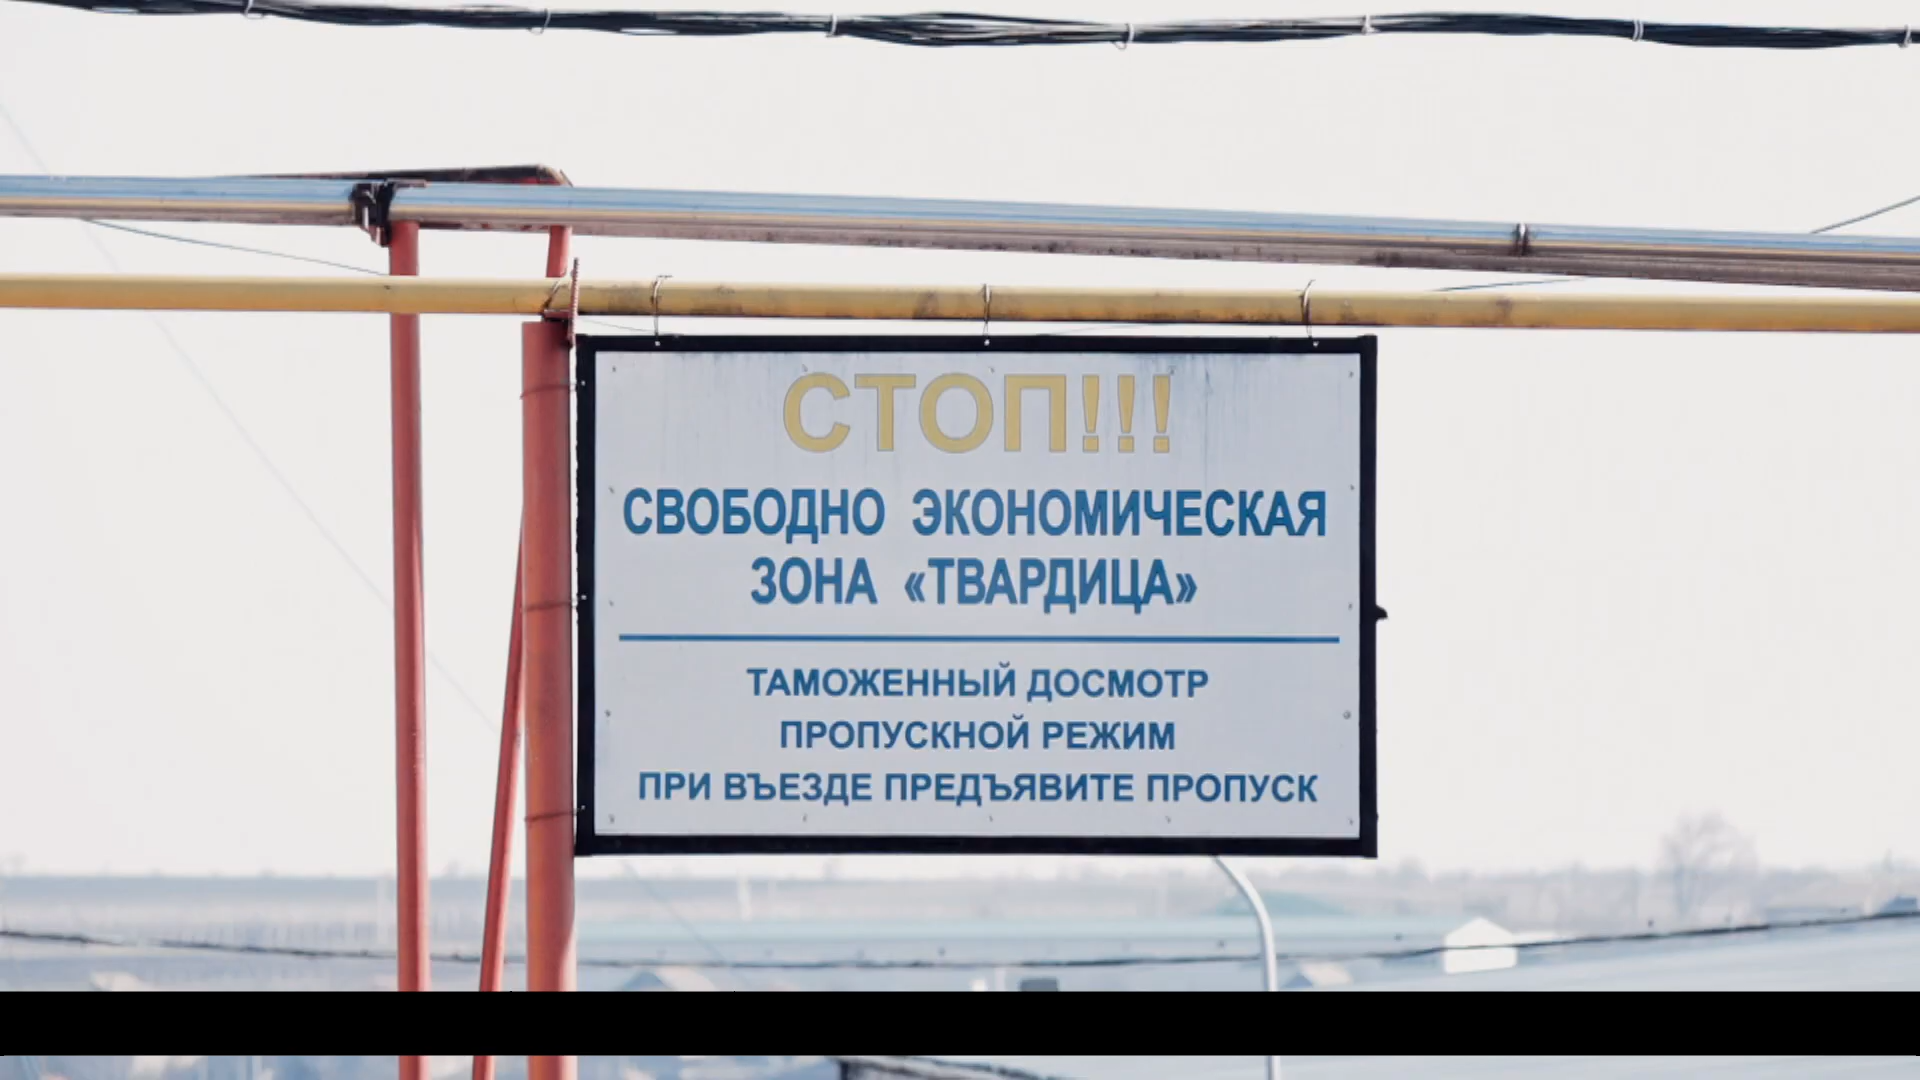 СТОП!!!
СВОБОДНО ЭКОНОМИЧЕСКАЯ
ЗОНА «ТВАРДИЦА»
ТАМОЖЕННЫЙ ДОСМОТР
ПРОПУСКНОЙ РЕЖИМ
ПРИ ВЪЕЗДЕ ПРЕДЪЯВИТЕ ПРОПУСК